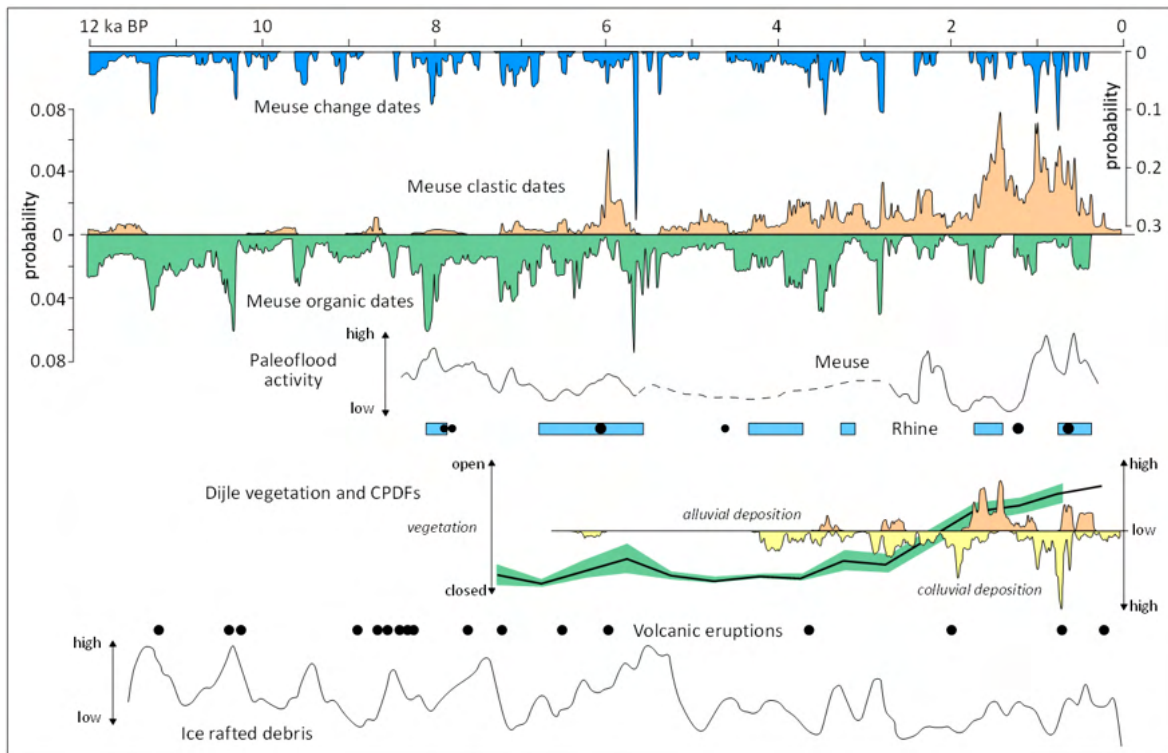 12 ka BP 10 8 6 4 2 0
0
Meuse change dates
0.08
0.1
probability
0.04
Meuse clastic dates
0.2
probability
0
0.3
0.04
Meuse organic dates
high
0.08
Paleoflood
activity
Meuse
low
Rhine
open
high
Dijle vegetation and CPDFs
alluvial deposition
vegetation
low
colluvial deposition
closed
high
Volcanic eruptions
high
low
Ice rafted debris